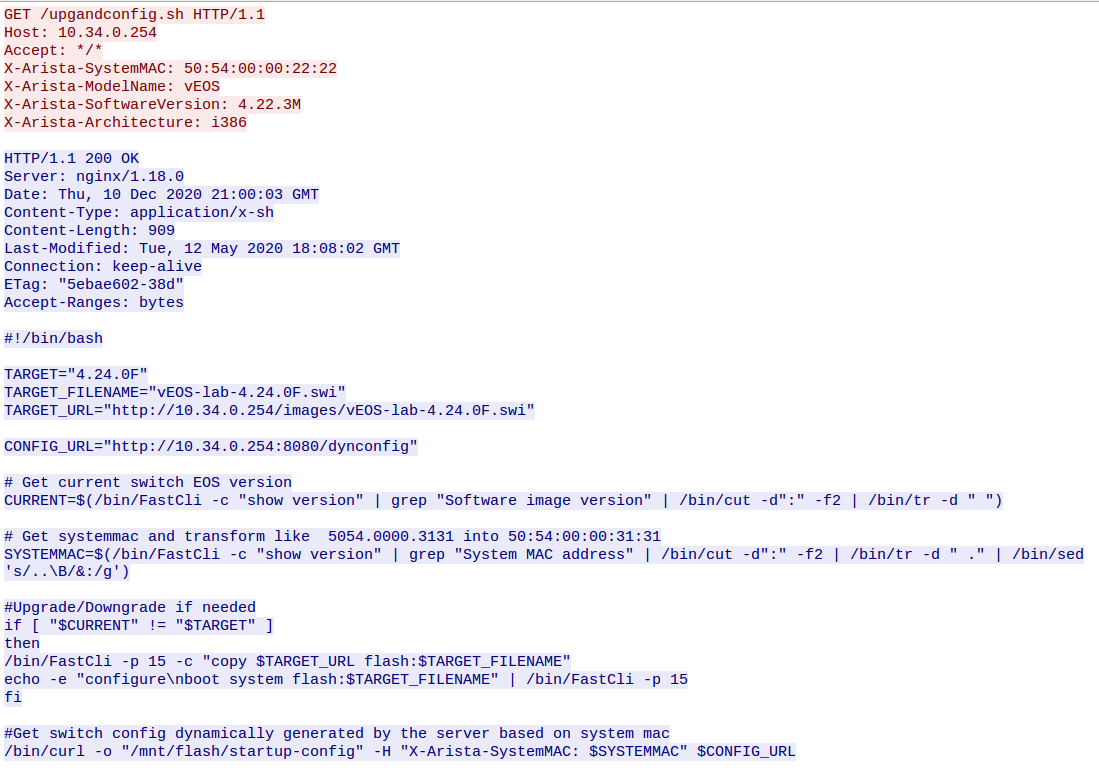 GET /upgandconfig.sh HTTP/1.1
Host: 10.34.0.254
Accept: */*
X-Arista-SystemMAC: 50:54:00:00:22:22
X-Arista-ModelName: vEOS
X-Arista-SoftwareVersion: 4.22.3M
X-Arista-Architecture: i386

HTTP/1.1 200 OK
Server: nginx/1.18.0
Date: Thu, 10 Dec 2020 21:00:03 GMT
Content-Type: application/x-sh
Content-Length: 909
Last-Modified: Tue, 12 May 2020 18:08:02 GMT
Connection: keep-alive
ETag: "5ebae602-38d"
Accept-Ranges: bytes

#!/bin/bash

TARGET="4.24.0F"
TARGET_FILENAME="vEOS-lab-4.24.0F.swi"
TARGET_URL="http://10.34.0.254/images/vEOS-lab-4.24.0F.swi"

CONFIG_URL="http://10.34.0.254:8080/dynconfig"

# Get current switch EOS version
CURRENT=$(/bin/FastCli -c "show version" | grep "Software image version" | /bin/cut -d":" -f2 | /bin/tr -d " ")

# Get systemmac and transform like  5054.0000.3131 into 50:54:00:00:31:31
SYSTEMMAC=$(/bin/FastCli -c "show version" | grep "System MAC address" | /bin/cut -d":" -f2 | /bin/tr -d " ." | /bin/sed
's/..\B/&:/g')

#Upgrade/Downgrade if needed
if [ "$CURRENT" != "$TARGET" ]
then
/bin/FastCli -p 15 -c "copy $TARGET_URL flash:$TARGET_FILENAME"
echo -e "configure\nboot system flash:$TARGET_FILENAME" | /bin/FastCli -p 15
fi

#Get switch config dynamically generated by the server based on system mac
/bin/curl -o "/mnt/flash/startup-config" -H "X-Arista-SystemMAC: $SYSTEMMAC" $CONFIG_URL